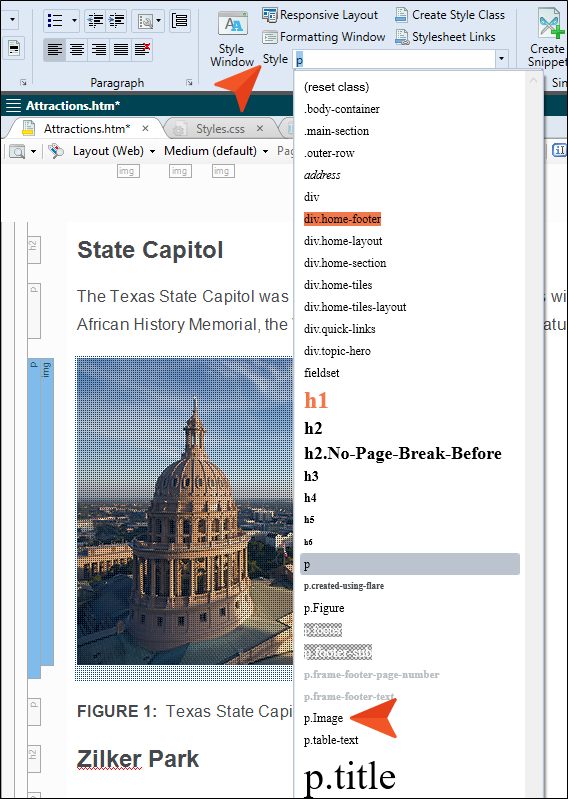 Responsive Layout
Create Style Class
Formatting Window
Stylesheet Links
Style
Window
Style
p
Create
Snippet
Paragraph
Attractions.htm*
Attractions.htm*
Styles.css
Layout (Web)
Medium (default)
img
img
img
State Capitol
The Texas State Capitol was
African History Memorial, the
FIGURE 1: Texas State Capi
Zilker Park
h2
p
p
img
p
h2
(reset class)
.body-container
.main-section
.outer-row
address
div
div.home-footer
div.home-layout
div.home-section
div.home-tiles
div.home-tiles-layout
div.quick-links
div.topic-hero
fieldset
h1
h2
h2.No-Page-Break-Before
h3
h4
h5
h6
p
p.created-using-flare
p.Figure
p.footer
p.footer-sub
p.frame-footer-page-number
p.frame-footer-text
p.Image
p.table-text
p.title